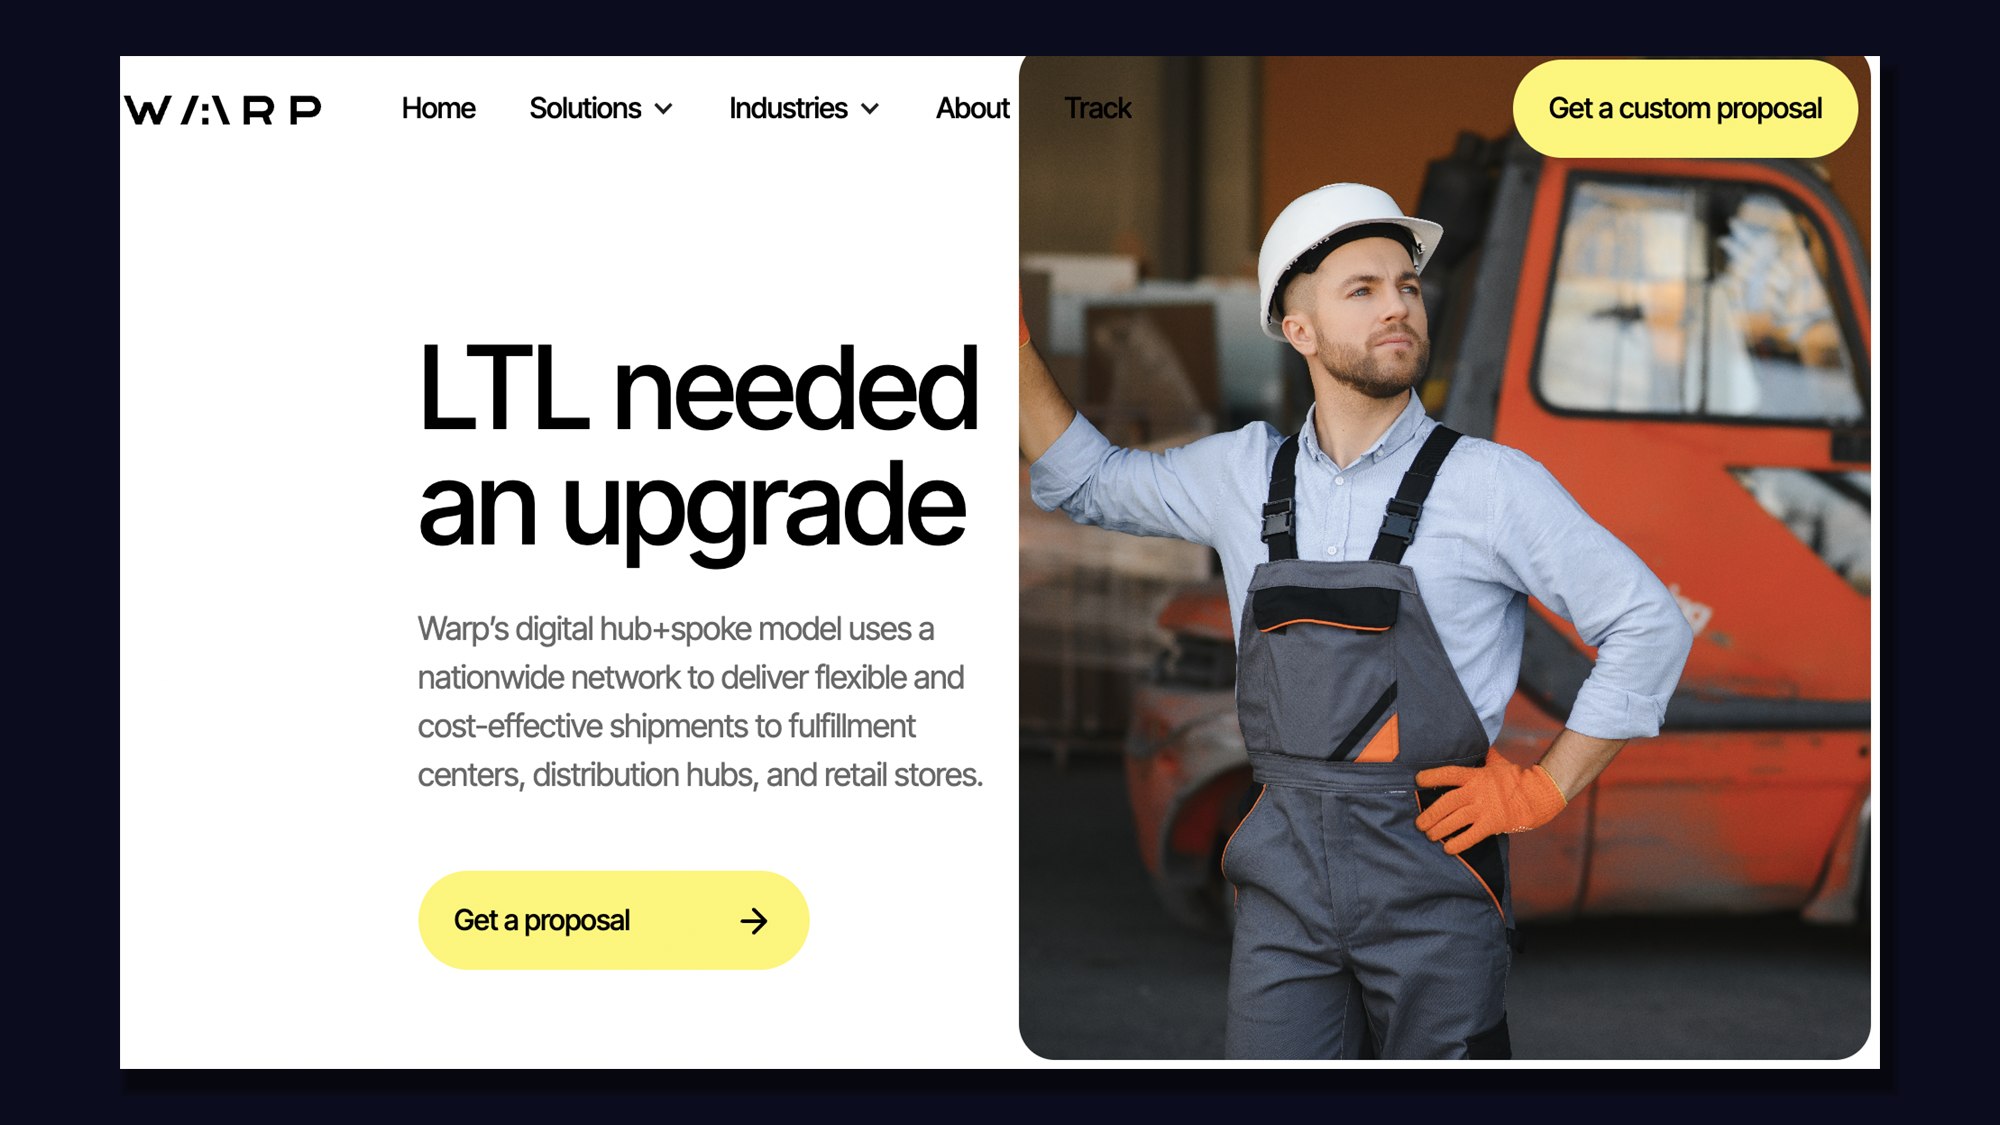 WARP
Home
Solutions
Industries
About
Track
Get a custom proposal
LTL needed
an upgrade
Warp’s digital hub+spoke model uses a
nationwide network to deliver flexible and
cost-effective shipments to fulfillment
centers, distribution hubs, and retail stores.
Get a proposal